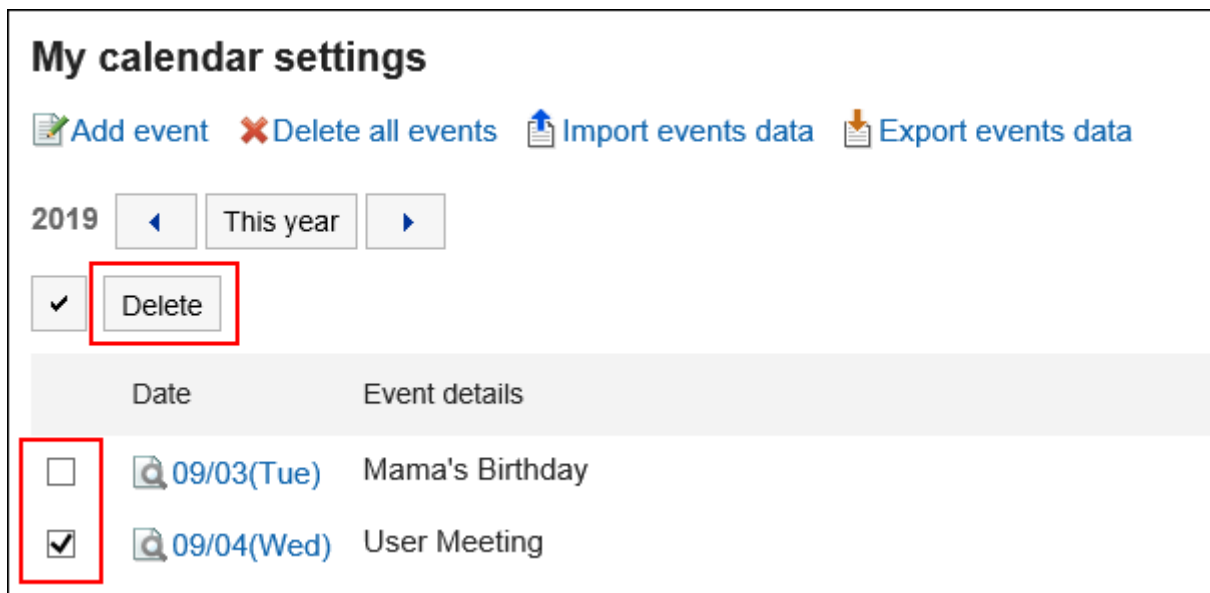 My calendar settings
Add event Delete all events Import events data Export events data
2019 This year
Delete
Date Event details
09/03(Tue) Mama's Birthday
09/04(Wed) User Meeting